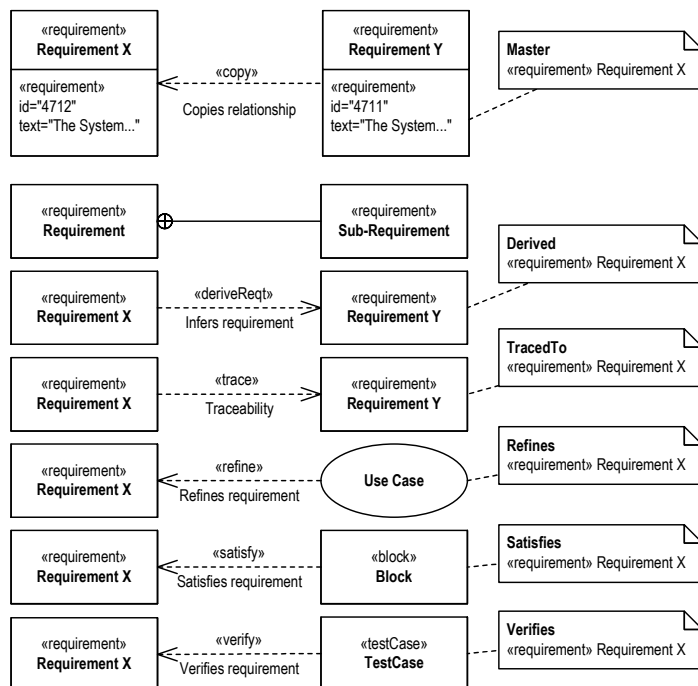 «requirement»
Requirement X
«requirement»
id="4712"
text="The System..."
«copy»
Copies relationship
«requirement»
Requirement Y
«requirement»
id="4711"
text="The System..."
Master
«requirement» Requirement X
«requirement»
Requirement
«requirement»
Sub-Requirement
«requirement»
Requirement X
«deriveReqt»
Infers requirement
«requirement»
Requirement Y
Derived
«requirement» Requirement X
«requirement»
Requirement X
«trace»
Traceability
«requirement»
Requirement Y
TracedTo
«requirement» Requirement X
«requirement»
Requirement X
«refine»
Refines requirement
Use Case
Refines
«requirement» Requirement X
«requirement»
Requirement X
«satisfy»
Satisfies requirement
«block»
Block
Satisfies
«requirement» Requirement X
«requirement»
Requirement X
«verify»
Verifies requirement
«testCase»
TestCase
Verifies
«requirement» Requirement X